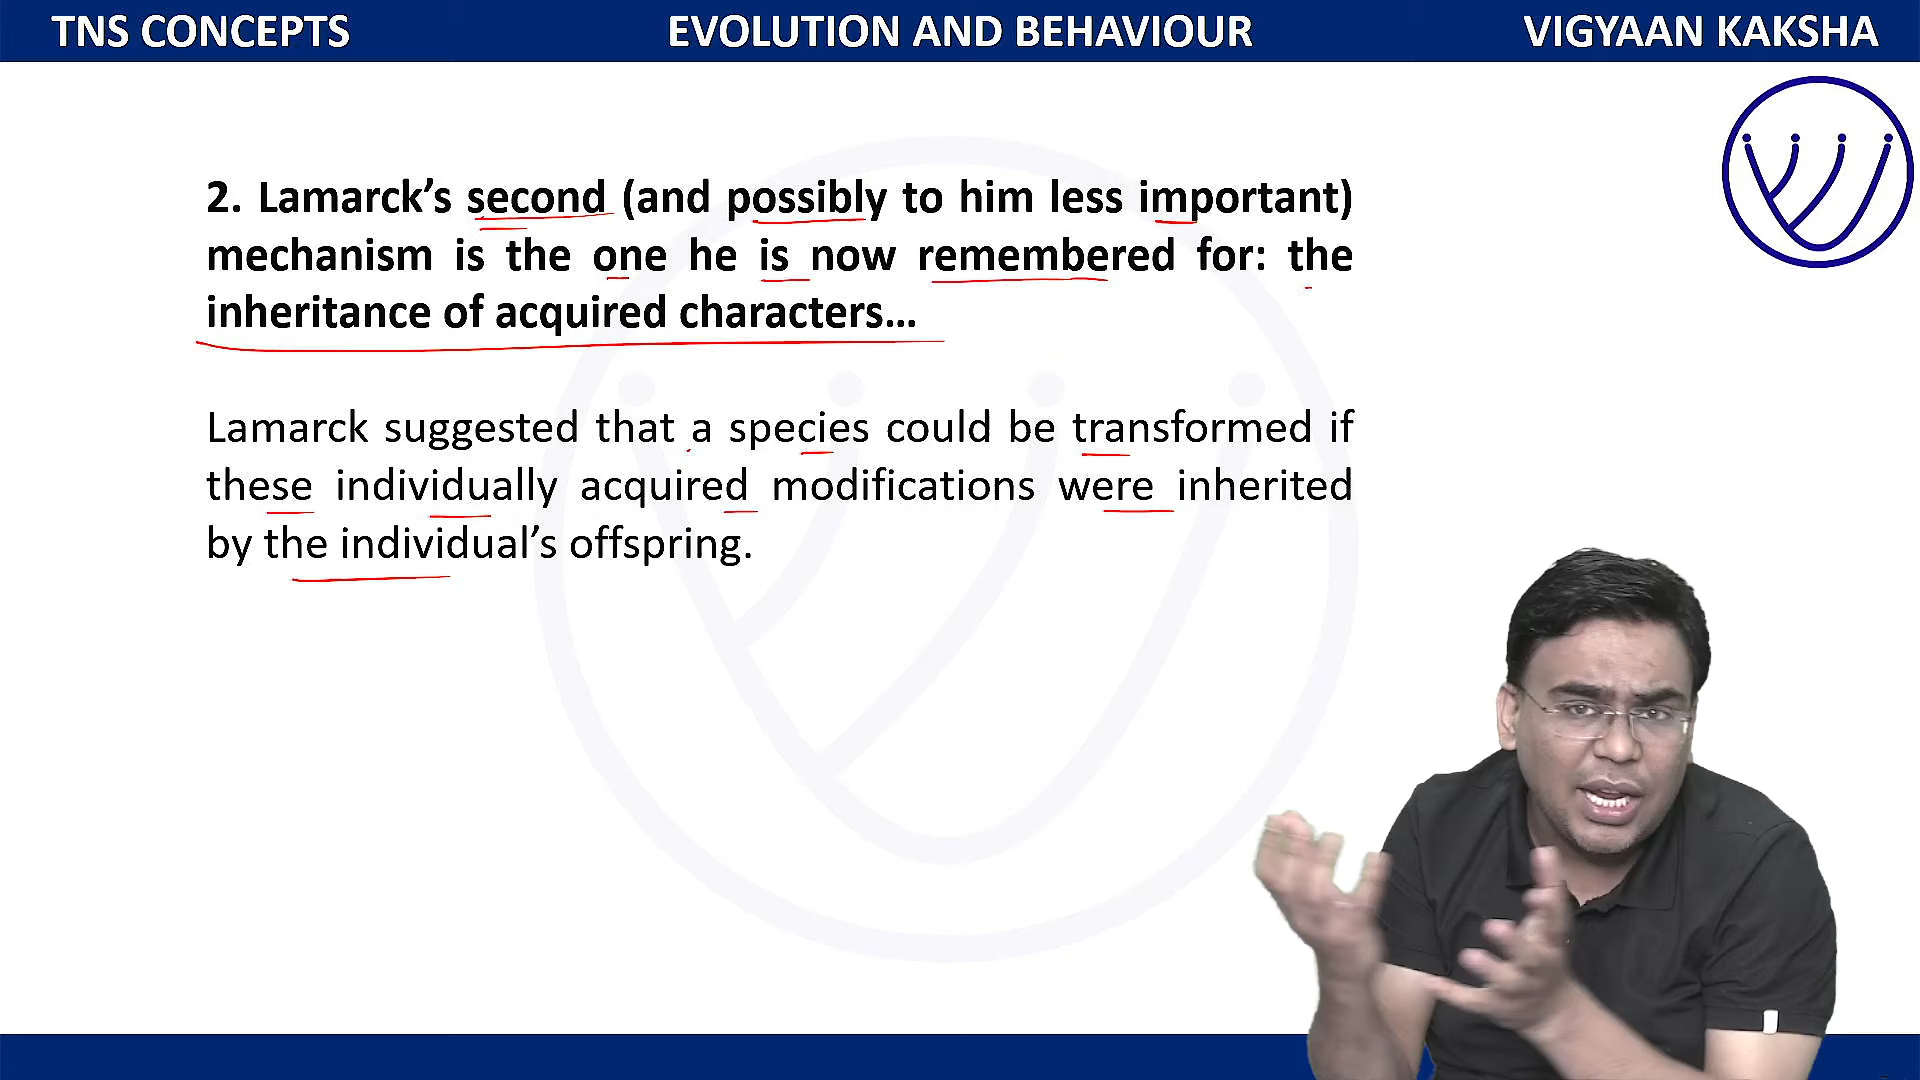 TNS CONCEPTS EVOLUTION AND BEHAVIOUR VIGYAAN KAKSHA
2. Lamarck’s second (and possibly to him less important)
mechanism is the one he is now remembered for: the
inheritance of acquired characters...
Lamarck suggested that a species could be transformed if
these individually acquired modifications were inherited
by the individual’s offspring.